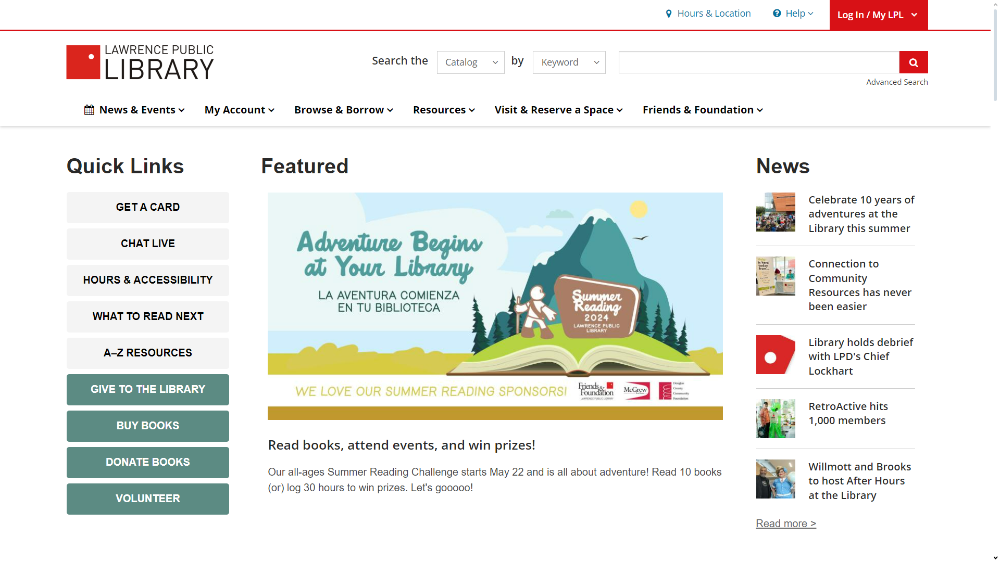 Hours & Location
Help
Log In / My LPL
LAWRENCE PUBLIC
LIBRARY
Search the
Catalog
by
Keyword
Advanced Search
News & Events
My Account
Browse & Borrow
Resources
Visit & Reserve a Space
Friends & Foundation
Quick Links
GET A CARD
CHAT LIVE
HOURS & ACCESSIBILITY
WHAT TO READ NEXT
A–Z RESOURCES
GIVE TO THE LIBRARY
BUY BOOKS
DONATE BOOKS
VOLUNTEER
Featured
Adventure Begins
at Your Library
LA AVENTURA COMIENZA
EN TU BIBLIOTECA
Summer
Reading
2024
LAWRENCE PUBLIC
LIBRARY
WE LOVE OUR SUMMER READING SPONSORS!
Friends &
Foundation
LAWRENCE PUBLIC LIBRARY
McGrew
Douglas
County
Community
Foundation
Read books, attend events, and win prizes!
Our all-ages Summer Reading Challenge starts May 22 and is all about adventure! Read 10 books
(or) log 30 hours to win prizes. Let's gooooo!
News
Celebrate 10 years of
adventures at the
Library this summer
Help
is here
today
from...
Connection to
Community
Resources has never
been easier
Library holds debrief
with LPD's Chief
Lockhart
RetroActive hits
1,000 members
Willmott and Brooks
to host After Hours
at the Library
Read more >